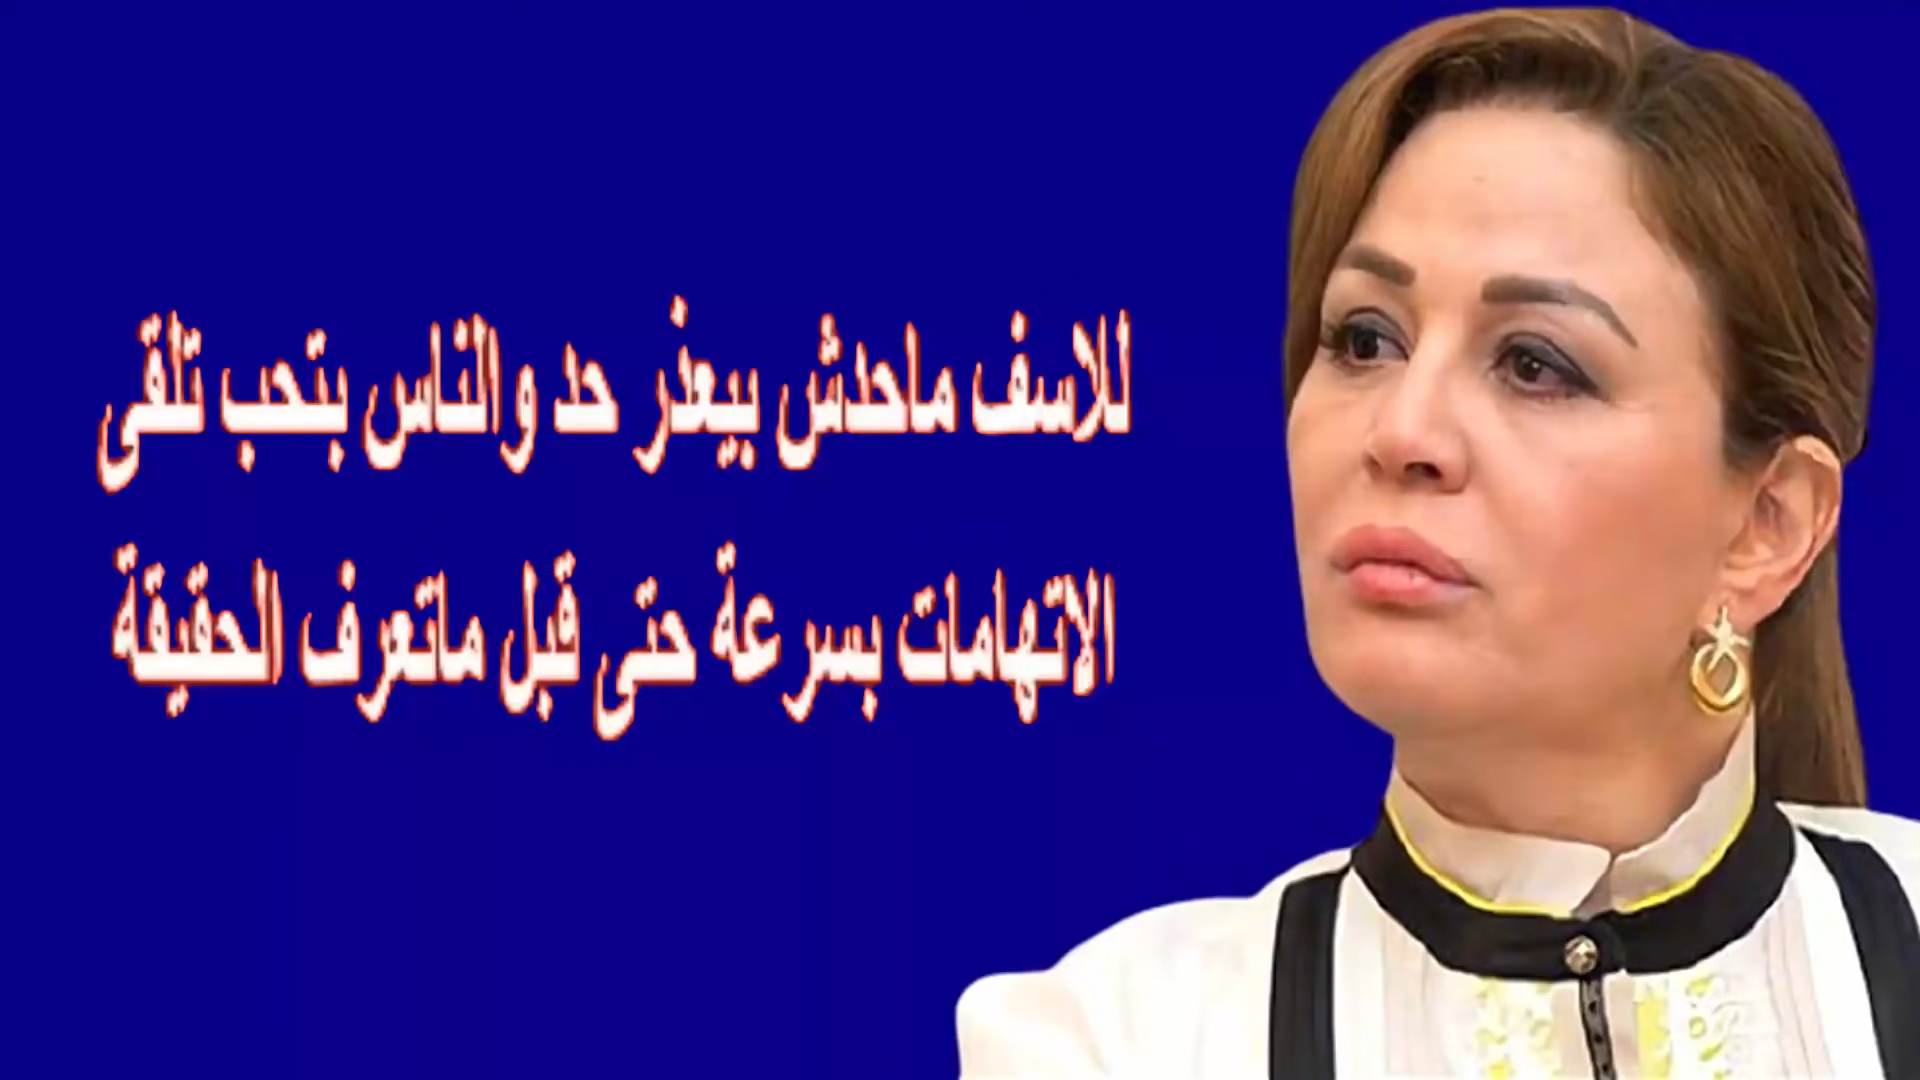 للاسف ماحدش بيعذر حد والناس بتحب تلقى
الاتهامات بسرعة حتى قبل ماتعرف الحقيقة